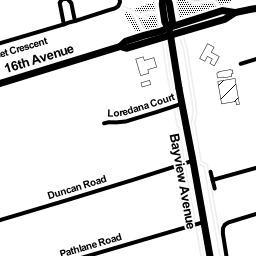 et Crescent
16th Avenue
Loredana Court
Bayview Avenue
Duncan Road
Pathlane Road